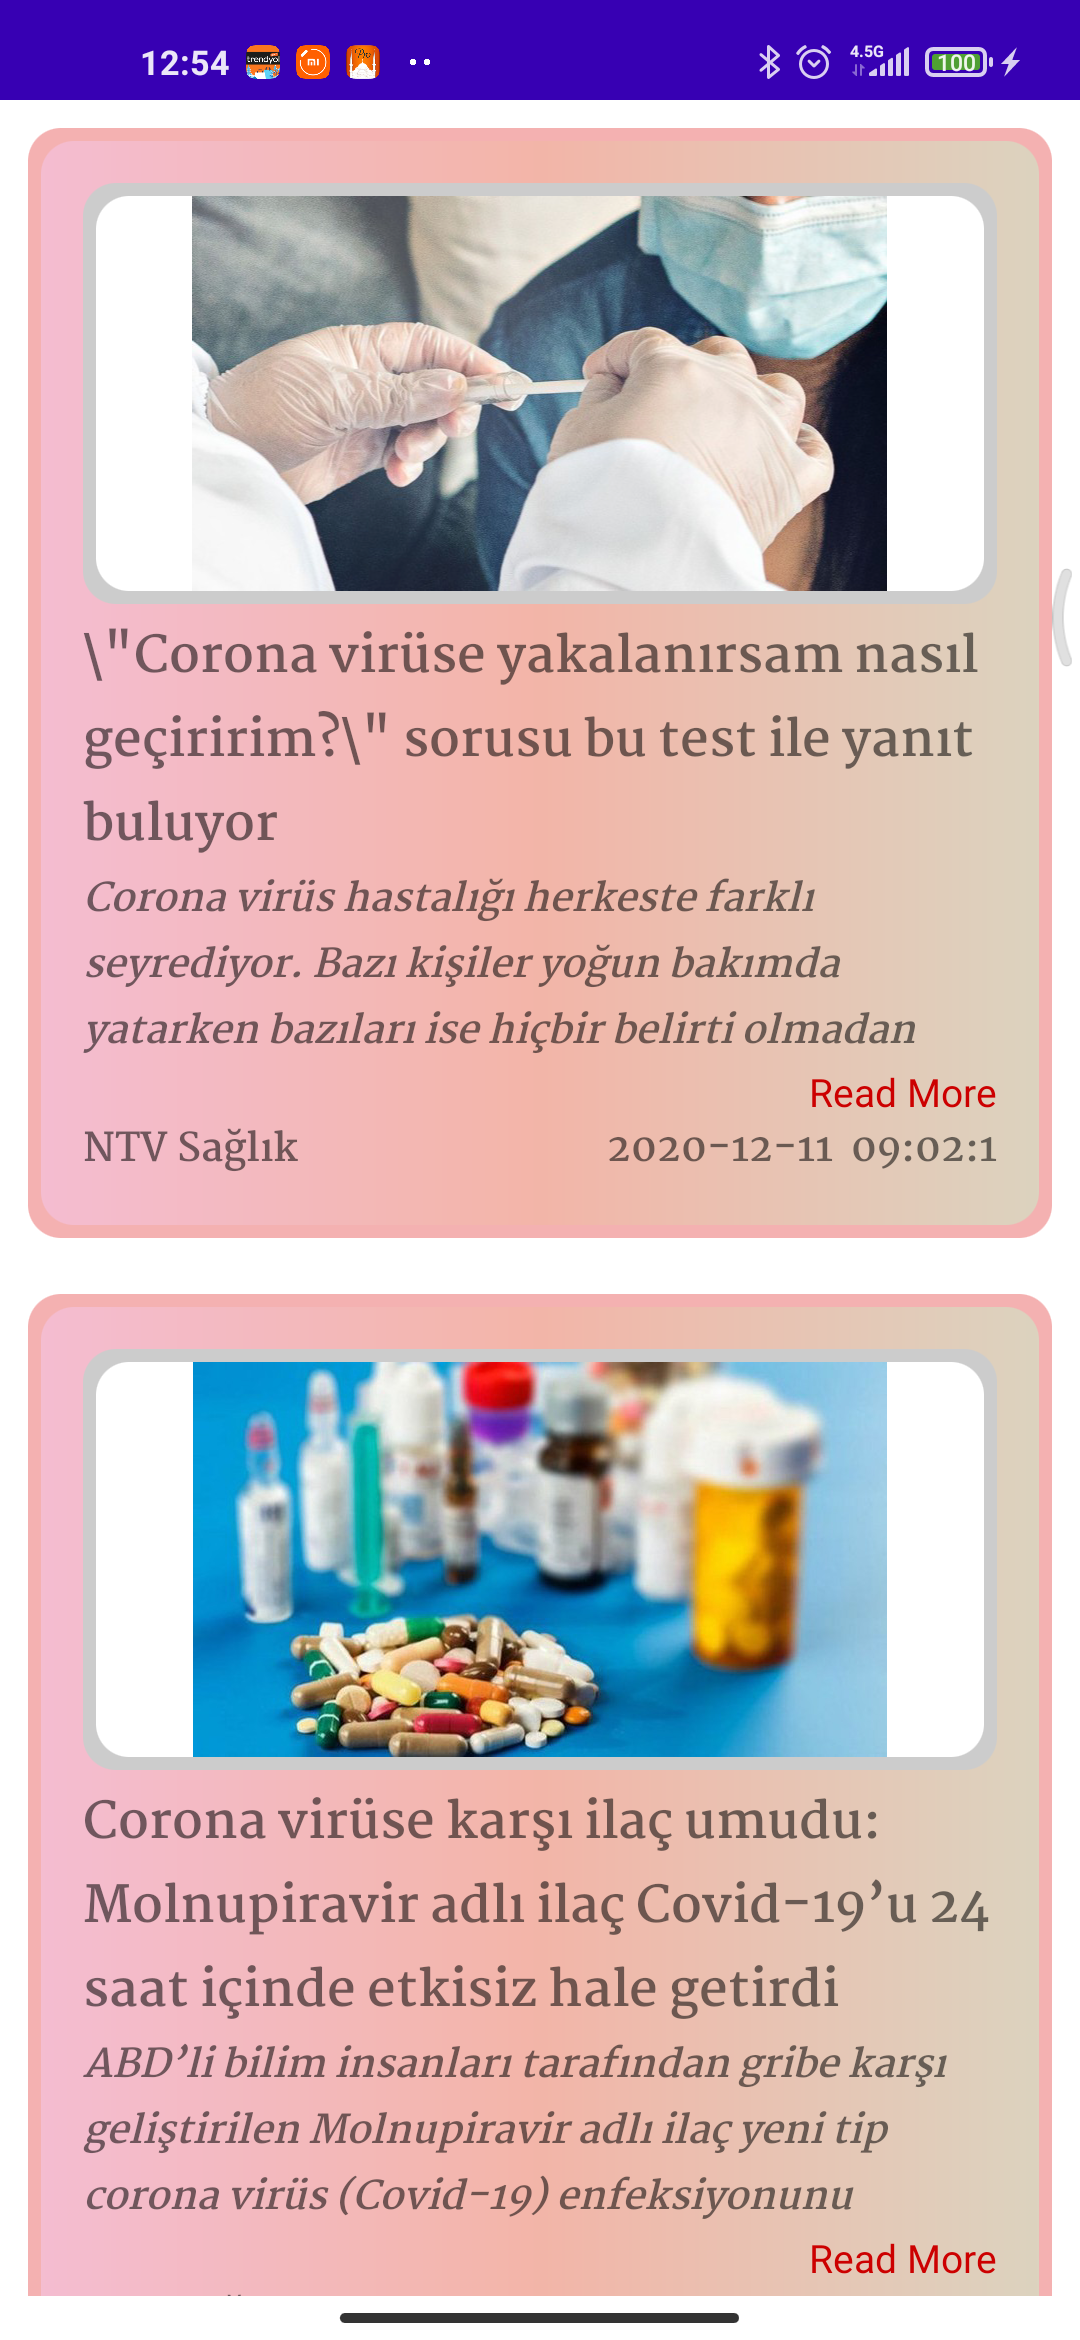 12:54
trendyol
Pro
4.5G
100
\"Corona virüse yakalanırsam nasıl
geçiririm?\" sorusu bu test ile yanıt
buluyor
Corona virüs hastalığı herkeste farklı
seyrediyor. Bazı kişiler yoğun bakımda
yatarken bazıları ise hiçbir belirti olmadan
Read More
NTV Sağlık 2020-12-11 09:02:1
Corona virüse karşı ilaç umudu:
Molnupiravir adlı ilaç Covid-19’u 24
saat içinde etkisiz hale getirdi
ABD’li bilim insanları tarafından gribe karşı
geliştirilen Molnupiravir adlı ilaç yeni tip
corona virüs (Covid-19) enfeksiyonunu
Read More